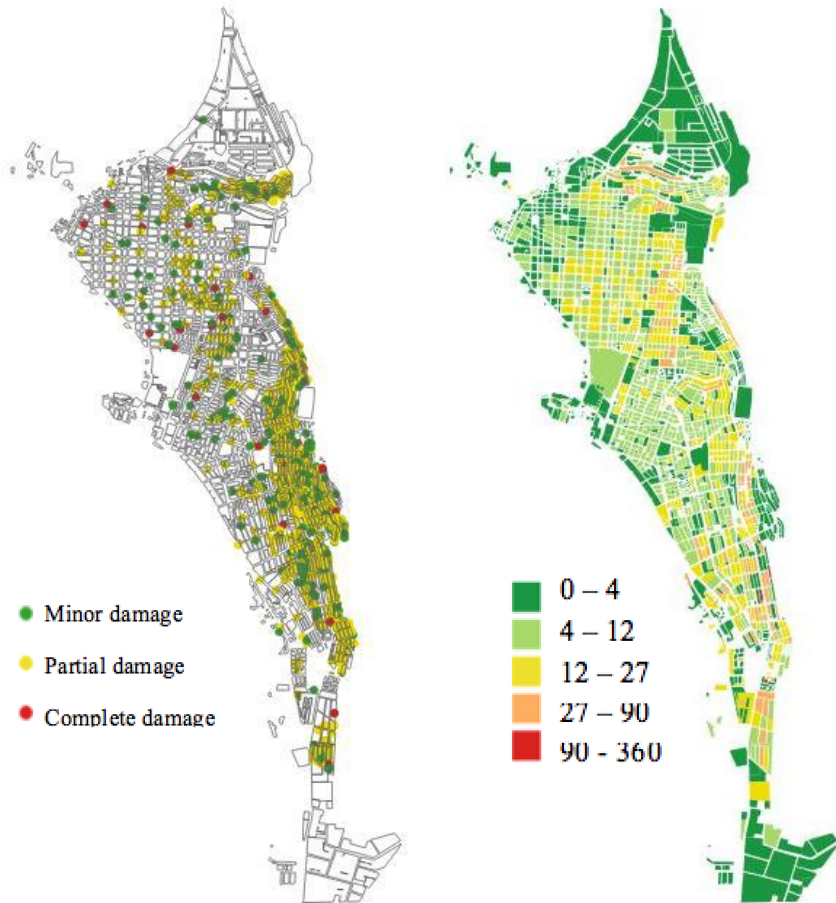 Minor damage
Partial damage
Complete damage
0 – 4
4 – 12
12 – 27
27 – 90
90 - 360